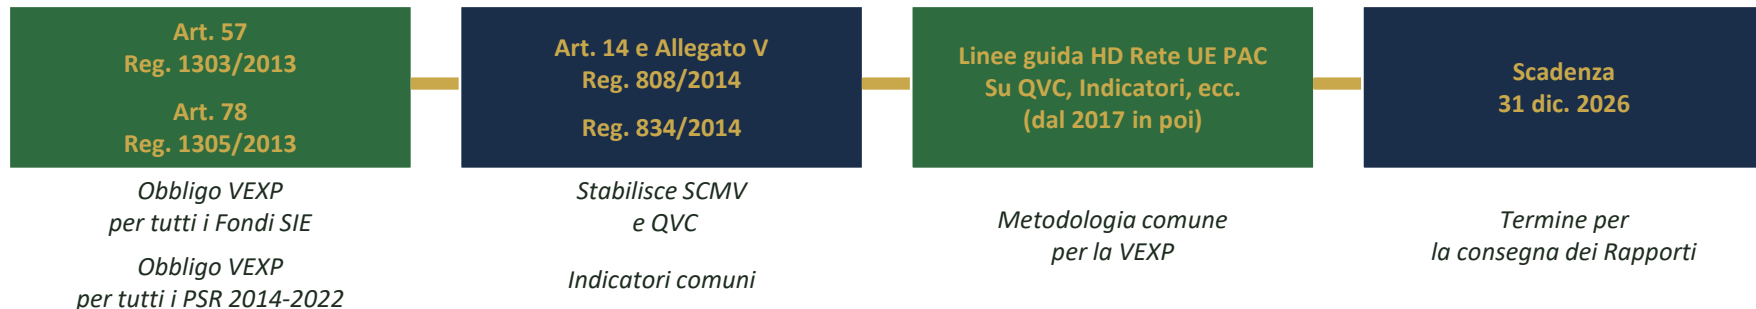 Art. 57
Reg. 1303/2013
Art. 78
Reg. 1305/2013
Obbligo VEXP
per tutti i Fondi SIE
Obbligo VEXP
per tutti i PSR 2014-2022
Art. 14 e Allegato V
Reg. 808/2014
Reg. 834/2014
Stabilisce SCMV
e QVC
Indicatori comuni
Linee guida HD Rete UE PAC
Su QVC, Indicatori, ecc.
(dal 2017 in poi)
Metodologia comune
per la VEXP
Scadenza
31 dic. 2026
Termine per
la consegna dei Rapporti